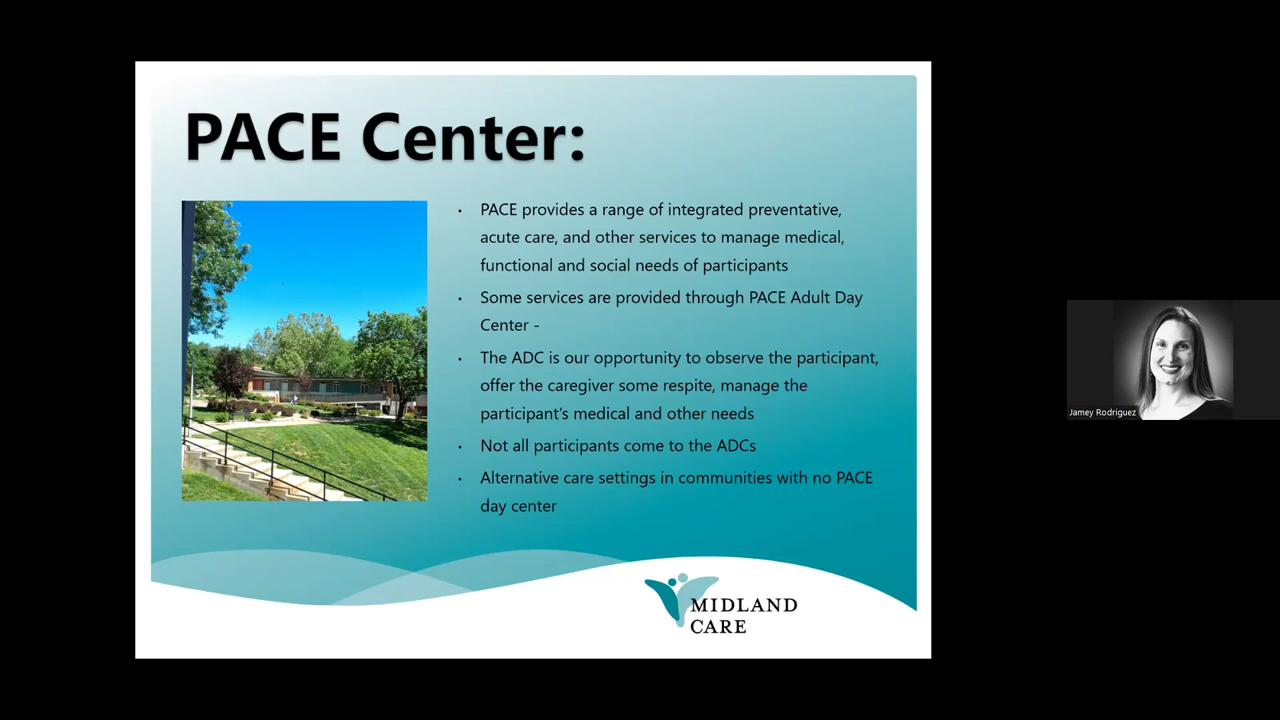 PACE Center:
• PACE provides a range of integrated preventative,
acute care, and other services to manage medical,
functional and social needs of participants
• Some services are provided through PACE Adult Day
Center -
• The ADC is our opportunity to observe the participant,
offer the caregiver some respite, manage the
participant's medical and other needs
• Not all participants come to the ADCs
• Alternative care settings in communities with no PACE
day center
MIDLAND
CARE
Jamey Rodriguez